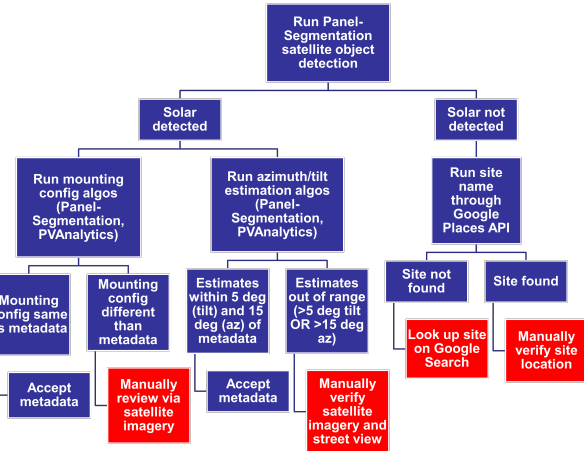 Run Panel-
Segmentation
satellite object
detection
Solar
detected
Solar not
detected
Run mounting
config algos
(Panel-
Segmentation,
PVAnalytics)
Run azimuth/tilt
estimation algos
(Panel-
Segmentation,
PVAnalytics)
Run site
name
through
Google
Places API
Mounting
config same
as metadata
Mounting
config
different
than
metadata
Estimates
within 5 deg
(tilt) and 15
deg (az) of
metadata
Estimates
out of range
(>5 deg tilt
OR >15 deg
az)
Site not
found
Site found
Accept
metadata
Manually
review via
satellite
imagery
Accept
metadata
Manually
verify
satellite
imagery and
street view
Look up site
on Google
Search
Manually
verify site
location